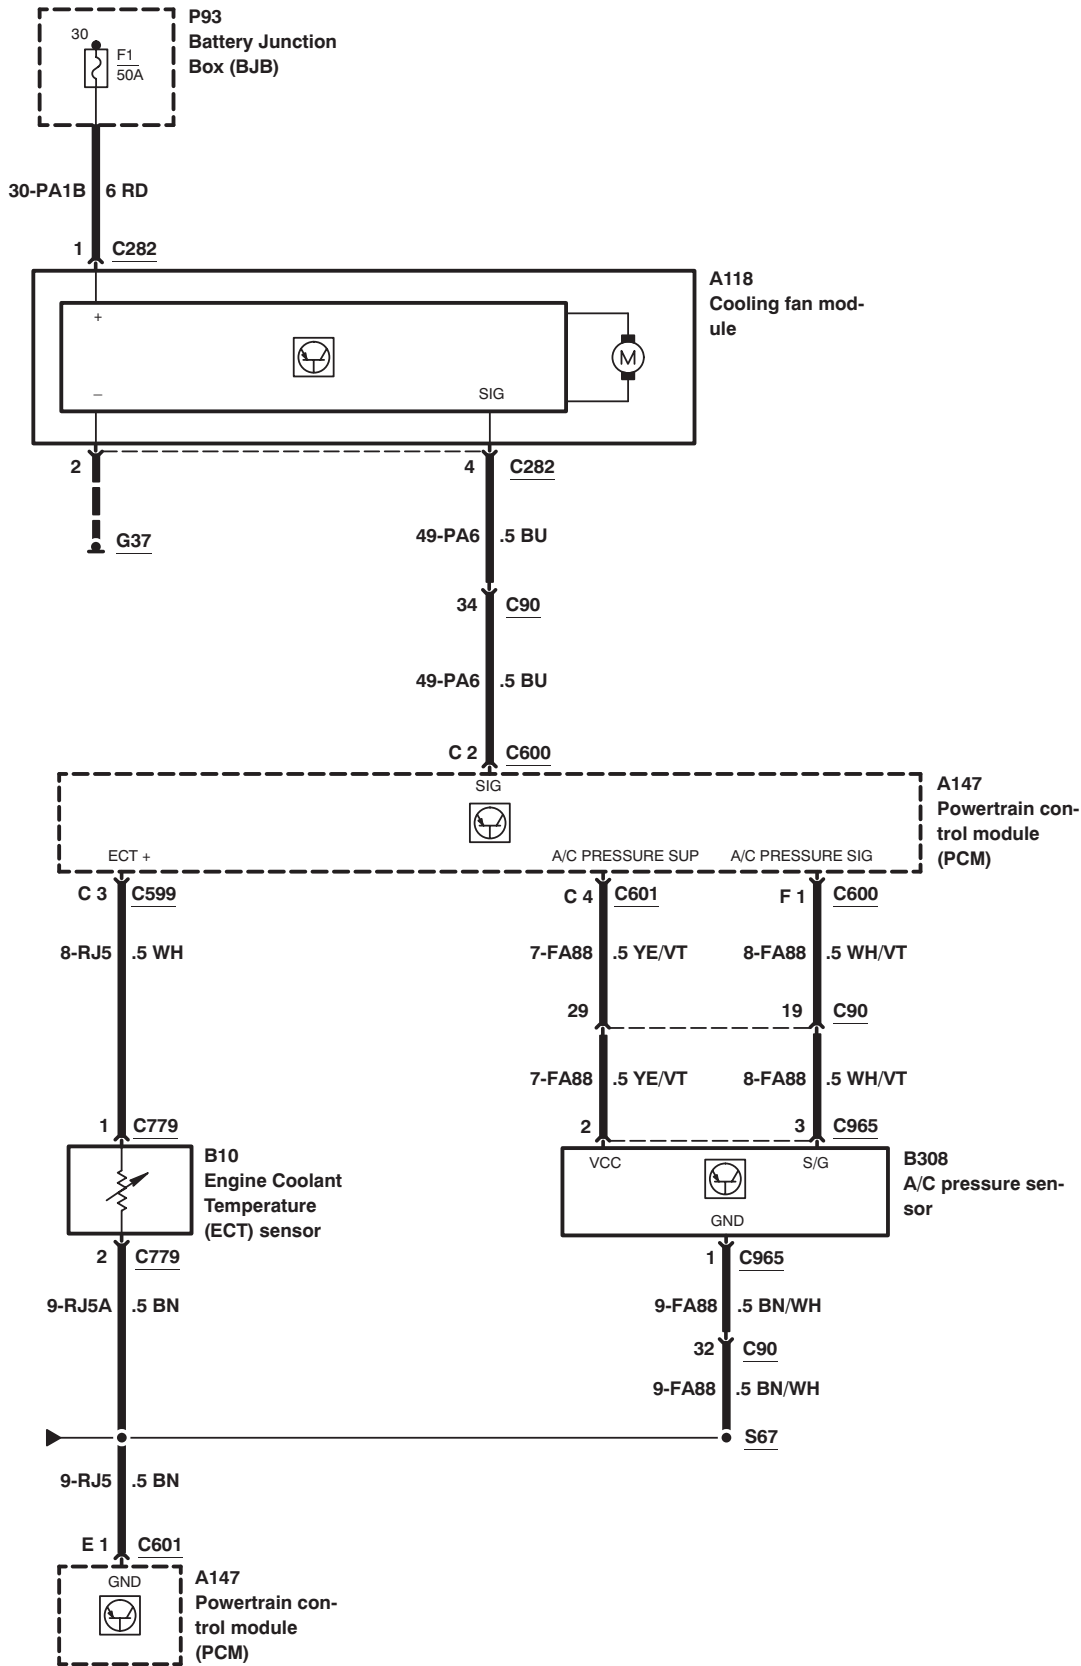 P93
Battery Junction
Box (BJB)
30
F1
50A
30-PA1B 6 RD
1 C282
A118
Cooling fan mod-
ule
+
M
– SIG
2 4 C282
49-PA6 .5 BU
G37
34 C90
49-PA6 .5 BU
C 2 C600
SIG
A147
Powertrain con-
trol module
(PCM)
ECT + A/C PRESSURE SUP A/C PRESSURE SIG
C 3 C599 C 4 C601 F 1 C600
8-RJ5 .5 WH 7-FA88 .5 YE/VT 8-FA88 .5 WH/VT
29 19 C90
7-FA88 .5 YE/VT 8-FA88 .5 WH/VT
1 C779 2 3 C965
B10
Engine Coolant
Temperature
(ECT) sensor
VCC S/G
GND
B308
A/C pressure sen-
sor
2 C779 1 C965
9-RJ5A .5 BN 9-FA88 .5 BN/WH
32 C90
9-FA88 .5 BN/WH
S67
9-RJ5 .5 BN
E 1 C601
GND
A147
Powertrain con-
trol module
(PCM)